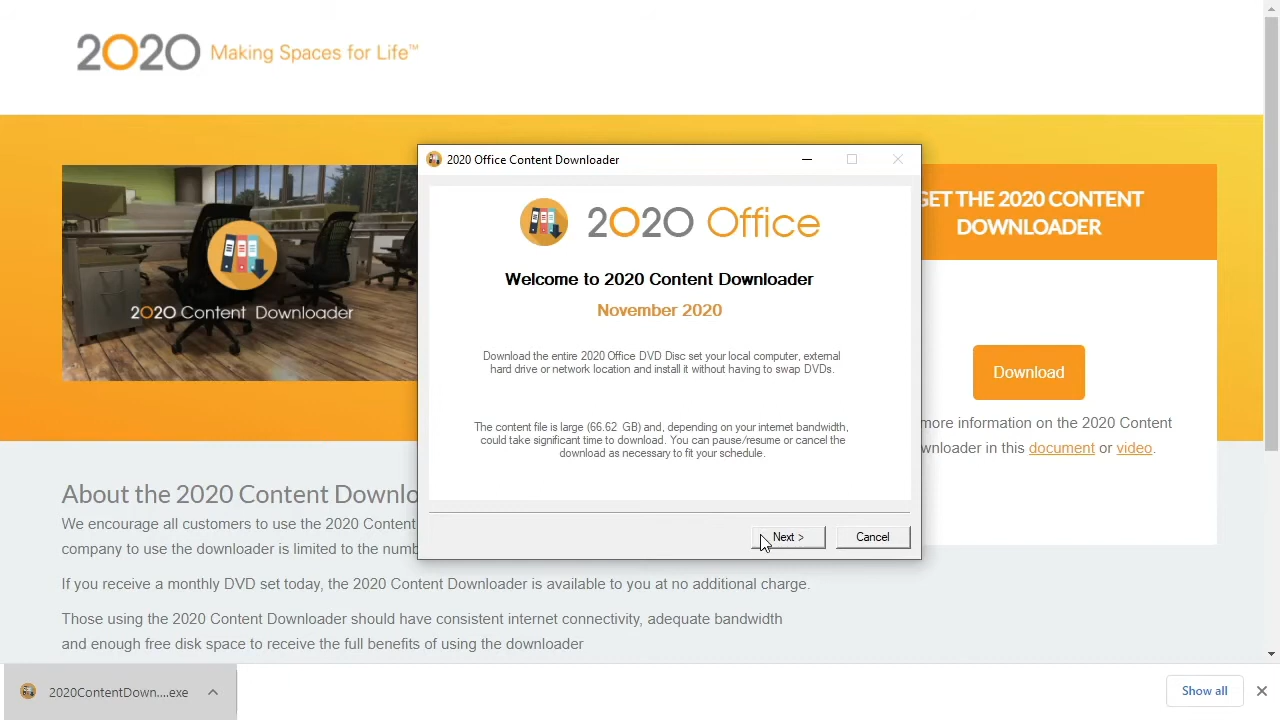 2020 Making Spaces for Life™
2020 Content Downloader
2020 Office Content Downloader
2020 Office
Welcome to 2020 Content Downloader
November 2020
Download the entire 2020 Office DVD Disc set your local computer, external
hard drive or network location and install it without having to swap DVDs.
The content file is large (66.62 GB) and, depending on your internet bandwidth,
could take significant time to download. You can pause/resume or cancel the
download as necessary to fit your schedule.
Next >
Cancel
GET THE 2020 CONTENT
DOWNLOADER
Download
more information on the 2020 Content
wnloader in this document or video.
About the 2020 Content Downlo
We encourage all customers to use the 2020 Content
company to use the downloader is limited to the numb
If you receive a monthly DVD set today, the 2020 Content Downloader is available to you at no additional charge.
Those using the 2020 Content Downloader should have consistent internet connectivity, adequate bandwidth
and enough free disk space to receive the full benefits of using the downloader
2020ContentDown....exe
Show all